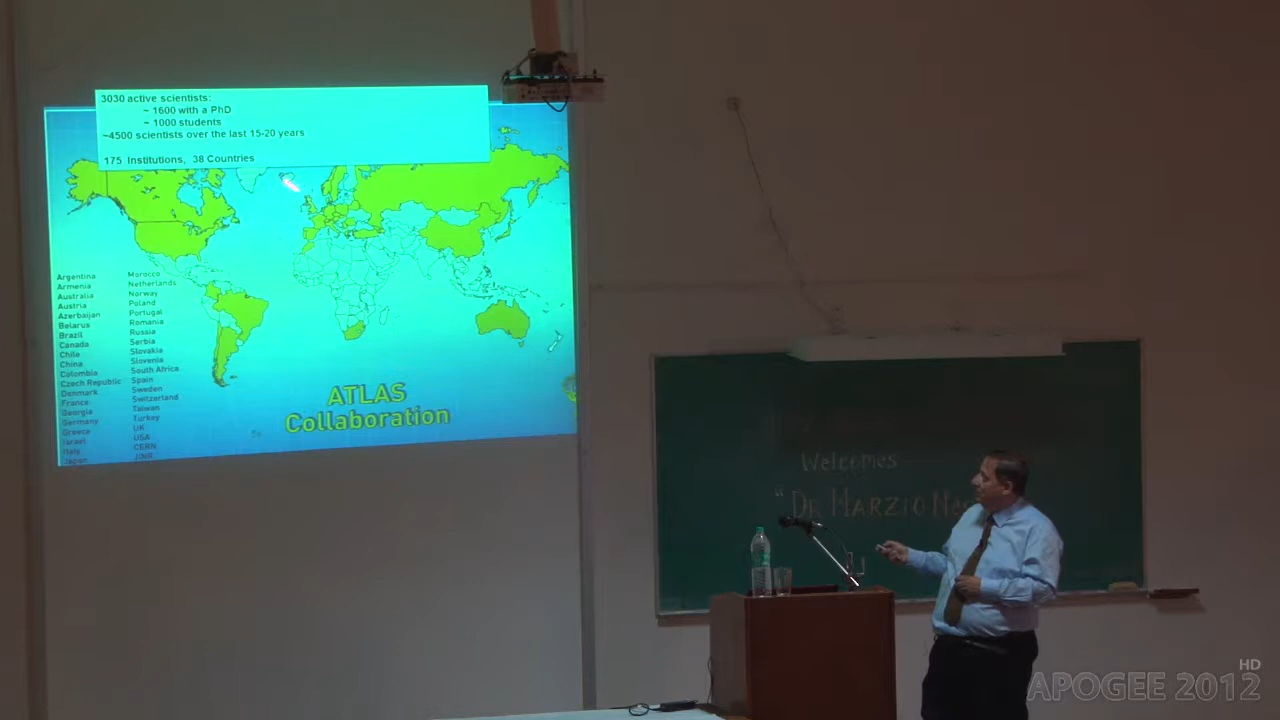 3030 active scientists:
~ 1600 with a PhD
~ 1000 students
~4500 scientists over the last 15-20 years
175 Institutions, 38 Countries
Argentina
Armenia
Australia
Austria
Azerbaijan
Belarus
Brazil
Canada
Chile
China
Colombia
Czech Republic
Denmark
France
Georgia
Germany
Greece
Israel
Italy
Japan
Morocco
Netherlands
Norway
Poland
Portugal
Romania
Russia
Serbia
Slovakia
Slovenia
South Africa
Spain
Sweden
Switzerland
Taiwan
Turkey
UK
USA
CERN
JINR
ATLAS
Collaboration
Welcomes
"DR MARZIO
HD
APOGEE 2012